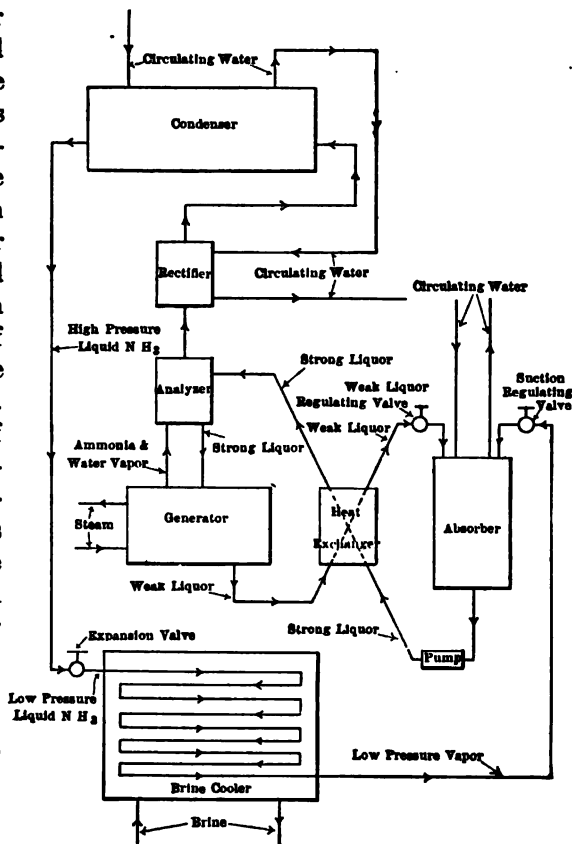 Circulating Water
Condenser
Rectifier
Circulating Water
Circulating Water
High Pressure
Liquid N H₂
Strong Liquor
Suction
Regulating
Valve
Weak Liquor
Regulating Valve
Analyzer
Weak Liquor
Ammonia &
Water Vapor
Strong Liquor
Generator
Steam
Heat
Exchanger
Absorber
Weak Liquor
Strong Liquor
Pump
Expansion Valve
Low Pressure
Liquid N H₃
Low Pressure Vapor
Brine Cooler
Brine